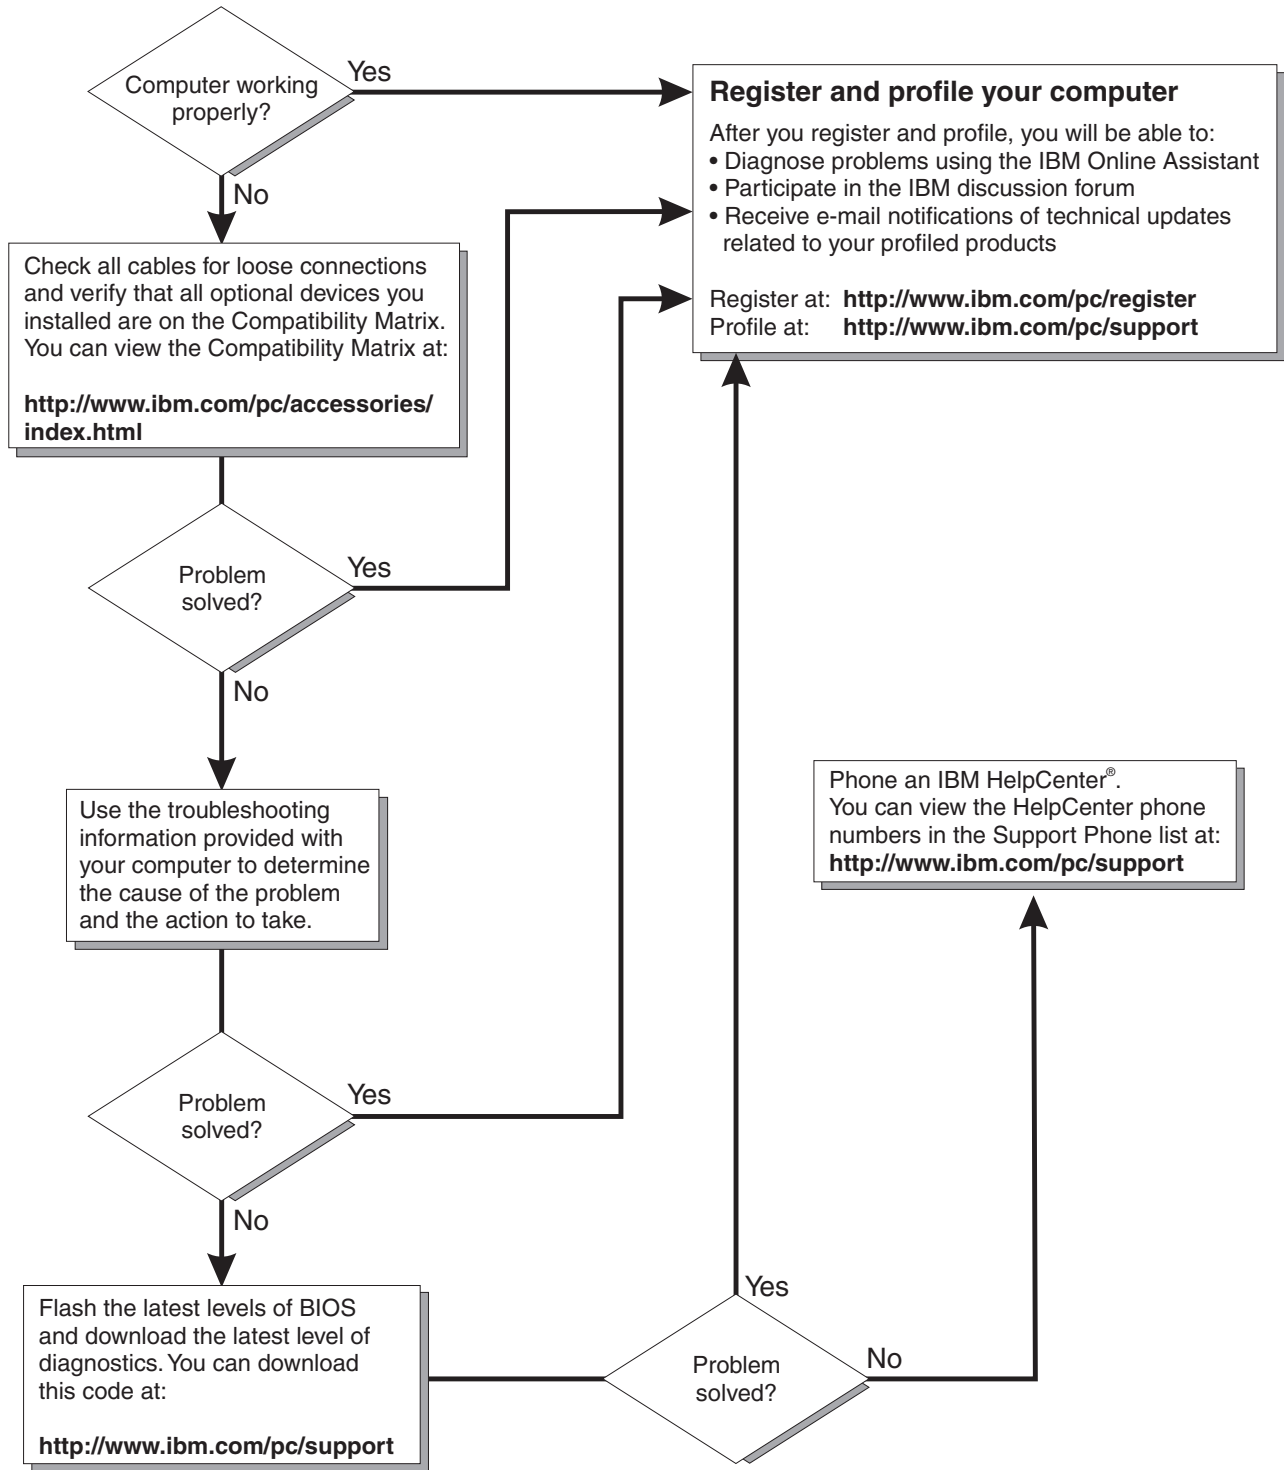 Computer working
properly?
Yes
No
Register and profile your computer
After you register and profile, you will be able to:
• Diagnose problems using the IBM Online Assistant
• Participate in the IBM discussion forum
• Receive e-mail notifications of technical updates
related to your profiled products
Register at: http://www.ibm.com/pc/register
Profile at: http://www.ibm.com/pc/support
Check all cables for loose connections
and verify that all optional devices you
installed are on the Compatibility Matrix.
You can view the Compatibility Matrix at:
http://www.ibm.com/pc/accessories/
index.html
Problem
solved?
Yes
No
Use the troubleshooting
information provided with
your computer to determine
the cause of the problem
and the action to take.
Phone an IBM HelpCenter®.
You can view the HelpCenter phone
numbers in the Support Phone list at:
http://www.ibm.com/pc/support
Problem
solved?
Yes
No
Flash the latest levels of BIOS
and download the latest level of
diagnostics. You can download
this code at:
http://www.ibm.com/pc/support
Problem
solved?
Yes
No